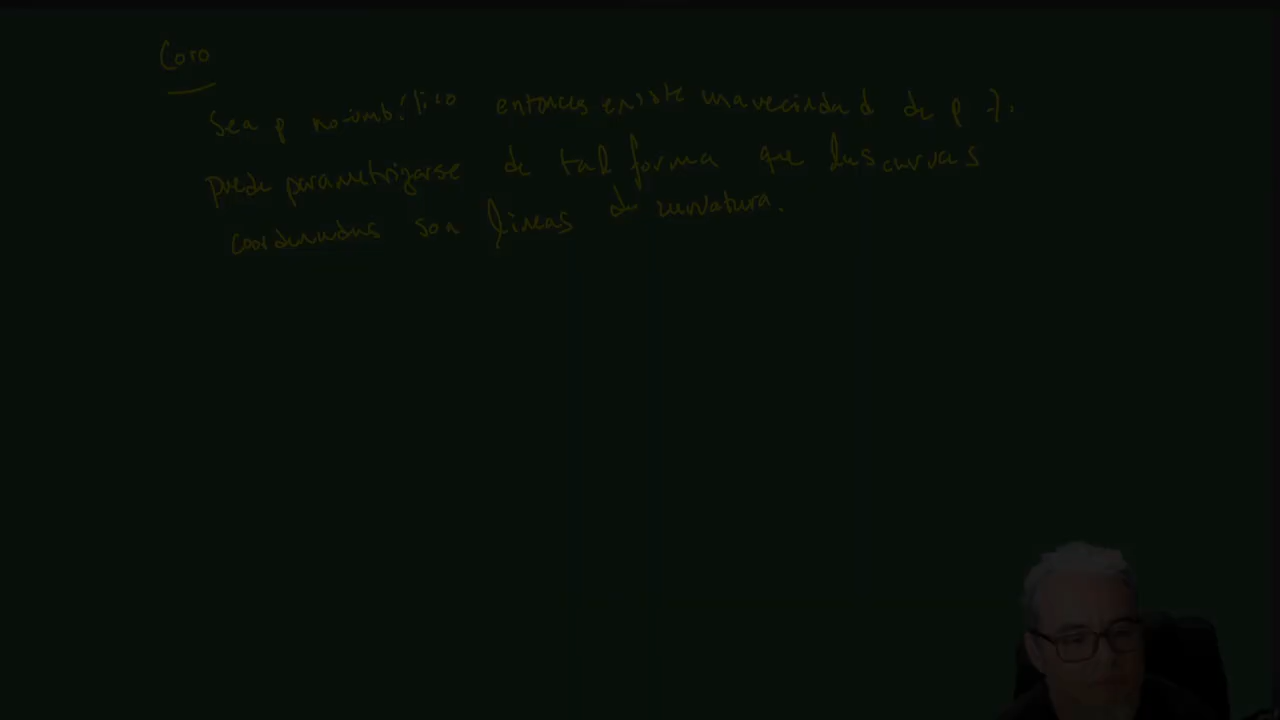 Coro
Sea p no-umbílico entonces existe una vecindad de p t.
puede parametrizarse de tal forma que las curvas
coordenadas son líneas de curvatura.